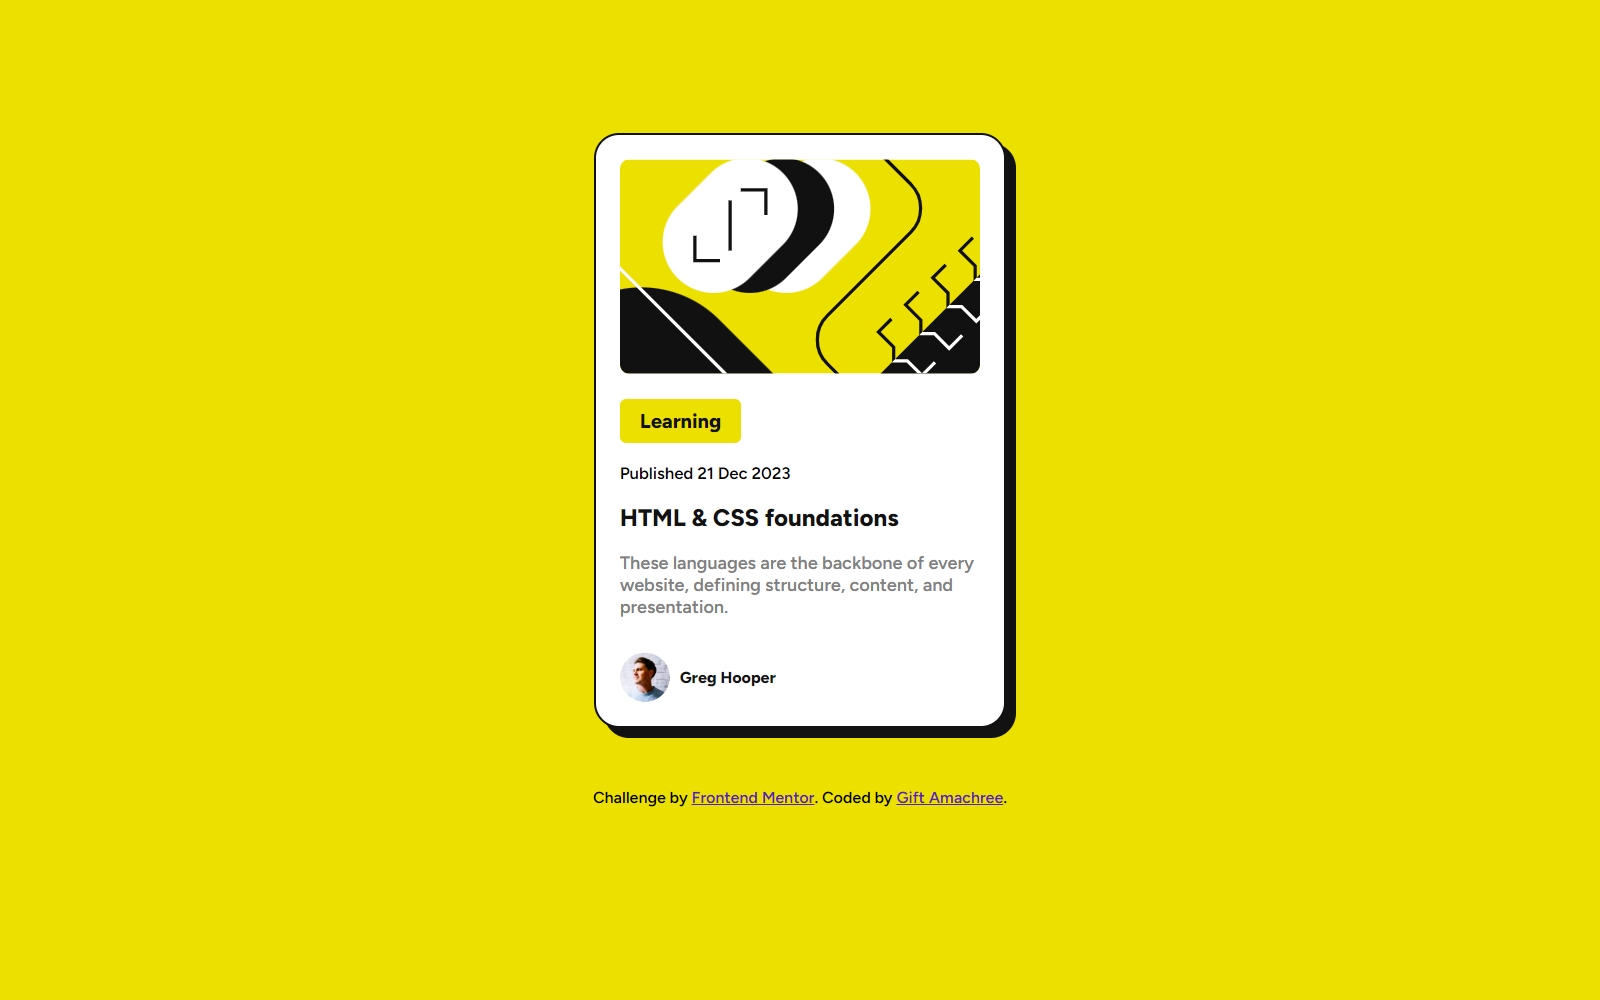 Learning
Published 21 Dec 2023
HTML & CSS foundations
These languages are the backbone of every
website, defining structure, content, and
presentation.
Greg Hooper
Challenge by Frontend Mentor. Coded by Gift Amachree.